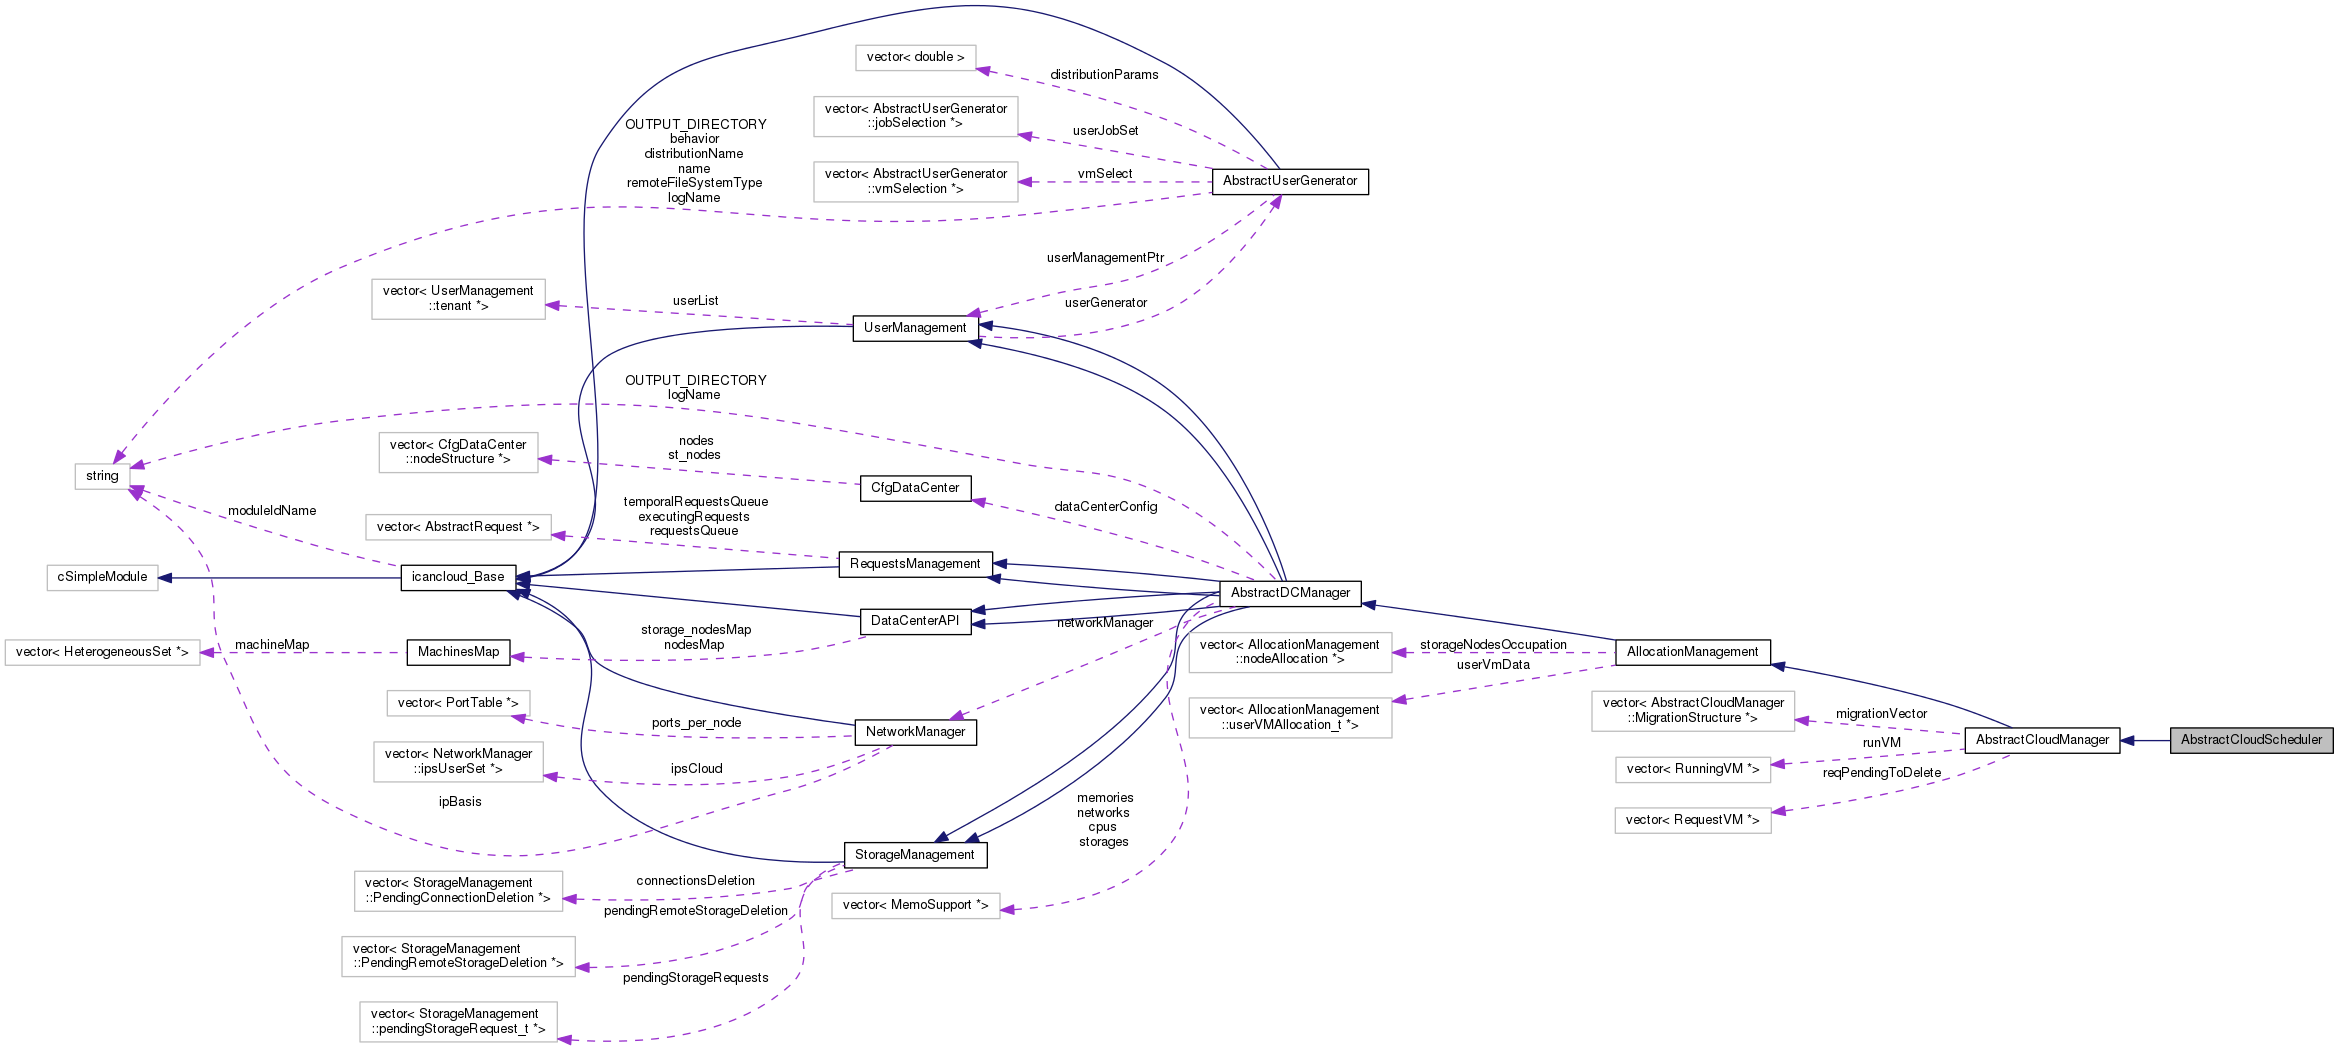 vector< double >
distributionParams
vector< AbstractUserGenerator
::jobSelection *>
userJobSet
OUTPUT_DIRECTORY
behavior
distributionName
name
remoteFileSystemType
logName
vector< AbstractUserGenerator
::vmSelection *>
vmSelect
AbstractUserGenerator
userManagementPtr
vector< UserManagement
::tenant *>
userList
userGenerator
UserManagement
OUTPUT_DIRECTORY
logName
vector< CfgDataCenter
::nodeStructure *>
nodes
st_nodes
string
CfgDataCenter
dataCenterConfig
moduleIdName
vector< AbstractRequest *>
temporalRequestsQueue
executingRequests
requestsQueue
RequestsManagement
cSimpleModule
icancloud_Base
AbstractDCManager
DataCenterAPI
networkManager
storage_nodesMap
nodesMap
vector< HeterogeneousSet *>
machineMap
MachinesMap
vector< AllocationManagement
::nodeAllocation *>
storageNodesOccupation
userVmData
AllocationManagement
vector< PortTable *>
ports_per_node
NetworkManager
vector< AllocationManagement
::userVMAllocation_t *>
vector< AbstractCloudManager
::MigrationStructure *>
migrationVector
runVM
reqPendingToDelete
AbstractCloudManager
AbstractCloudScheduler
vector< NetworkManager
::ipsUserSet *>
ipsCloud
vector< RunningVM *>
ipBasis
memories
networks
cpus
storages
vector< RequestVM *>
StorageManagement
vector< StorageManagement
::PendingConnectionDeletion *>
connectionsDeletion
pendingRemoteStorageDeletion
vector< MemoSupport *>
vector< StorageManagement
::PendingRemoteStorageDeletion *>
pendingStorageRequests
vector< StorageManagement
::pendingStorageRequest_t *>